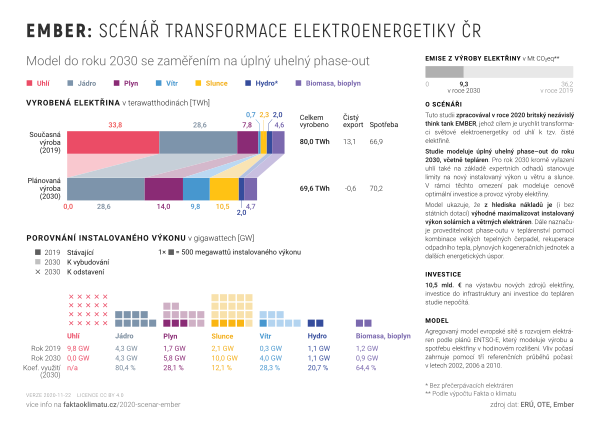 EMBER: SCÉNÁŘ TRANSFORMACE ELEKTROENERGETIKY ČR
Model do roku 2030 se zaměřením na úplný uhelný phase-out
Uhlí Jádro Plyn Vítr Slunce Hydro* Biomasa, bioplyn
VYROBENÁ ELEKTŘINA v terawatthodinách [TWh]
33,8 28,6 7,8 0,7 2,3 2,0 4,6
Celkem vyrobeno Čistý export Spotřeba
Současná výroba (2019)
80,0 TWh 13,1 66,9
Plánovaná výroba (2030)
69,6 TWh -0,6 70,2
0,0 28,6 14,0 9,8 10,5 2,0 4,7
POROVNÁNÍ INSTALOVANÉHO VÝKONU v gigawattech [GW]
2019 Stávající
2030 K vybudování
2030 K odstavení
1× = 500 megawattů instalovaného výkonu
Uhlí Jádro Plyn Slunce Vítr Hydro Biomasa, bioplyn
Rok 2019 9,8 GW 4,3 GW 1,7 GW 2,1 GW 0,3 GW 1,1 GW 1,2 GW
Rok 2030 0,0 GW 4,3 GW 5,8 GW 10,0 GW 4,0 GW 1,1 GW 0,9 GW
Koef. využití (2030) n/a 80,4 % 28,1 % 12,1 % 28,3 % 20,7 % 64,4 %
VERZE 2020-11-22 LICENCE CC BY 4.0
více info na faktaoklimatu.cz/2020-scenar-ember
EMISE Z VÝROBY ELEKTŘINY v Mt CO₂eq**
0 9,3 36,2
v roce 2030 v roce 2019
O SCÉNÁŘI
Tuto studii zpracovával v roce 2020 britský nezávislý
think tank EMBER, jehož cílem je urychlit transforma-
ci světové elektroenergetiky od uhlí k tzv. čisté
elektřině.
Studie modeluje úplný uhelný phase-out do roku
2030, včetně tepláren. Pro rok 2030 kromě vyřazení
uhlí také na základě expertních odhadů stanovuje
limity na nový instalovaný výkon u větru a slunce.
V rámci těchto omezení pak modeluje cenově
optimální investice a provoz výroby elektřiny.
Model ukazuje, že z hlediska nákladů je (i bez
státních dotací) výhodné maximalizovat instalovaný
výkon solárních a větrných elektráren. Dále naznaču-
je proveditelnost phase-outu v teplárenství pomocí
kombinace velkých tepelných čerpadel, rekuperace
odpadního tepla, plynových kogeneračních jednotek a
dalších energetických úspor.
INVESTICE
10,5 mld. € na výstavbu nových zdrojů elektřiny,
investice do infrastruktury ani investice do tepláren
studie nepočítá.
MODEL
Agregovaný model evropské sítě s rozvojem elektrá-
ren podle plánů ENTSO-E, který modeluje výrobu a
spotřebu elektřiny v hodinovém rozlišení. Vliv počasí
zahrnuje pomocí tří referenčních průběhů počasí:
v letech 2002, 2006 a 2010.
* Bez přečerpávacích elektráren
** Podle výpočtu Fakta o klimatu.
zdroj dat: ERÚ, OTE, Ember